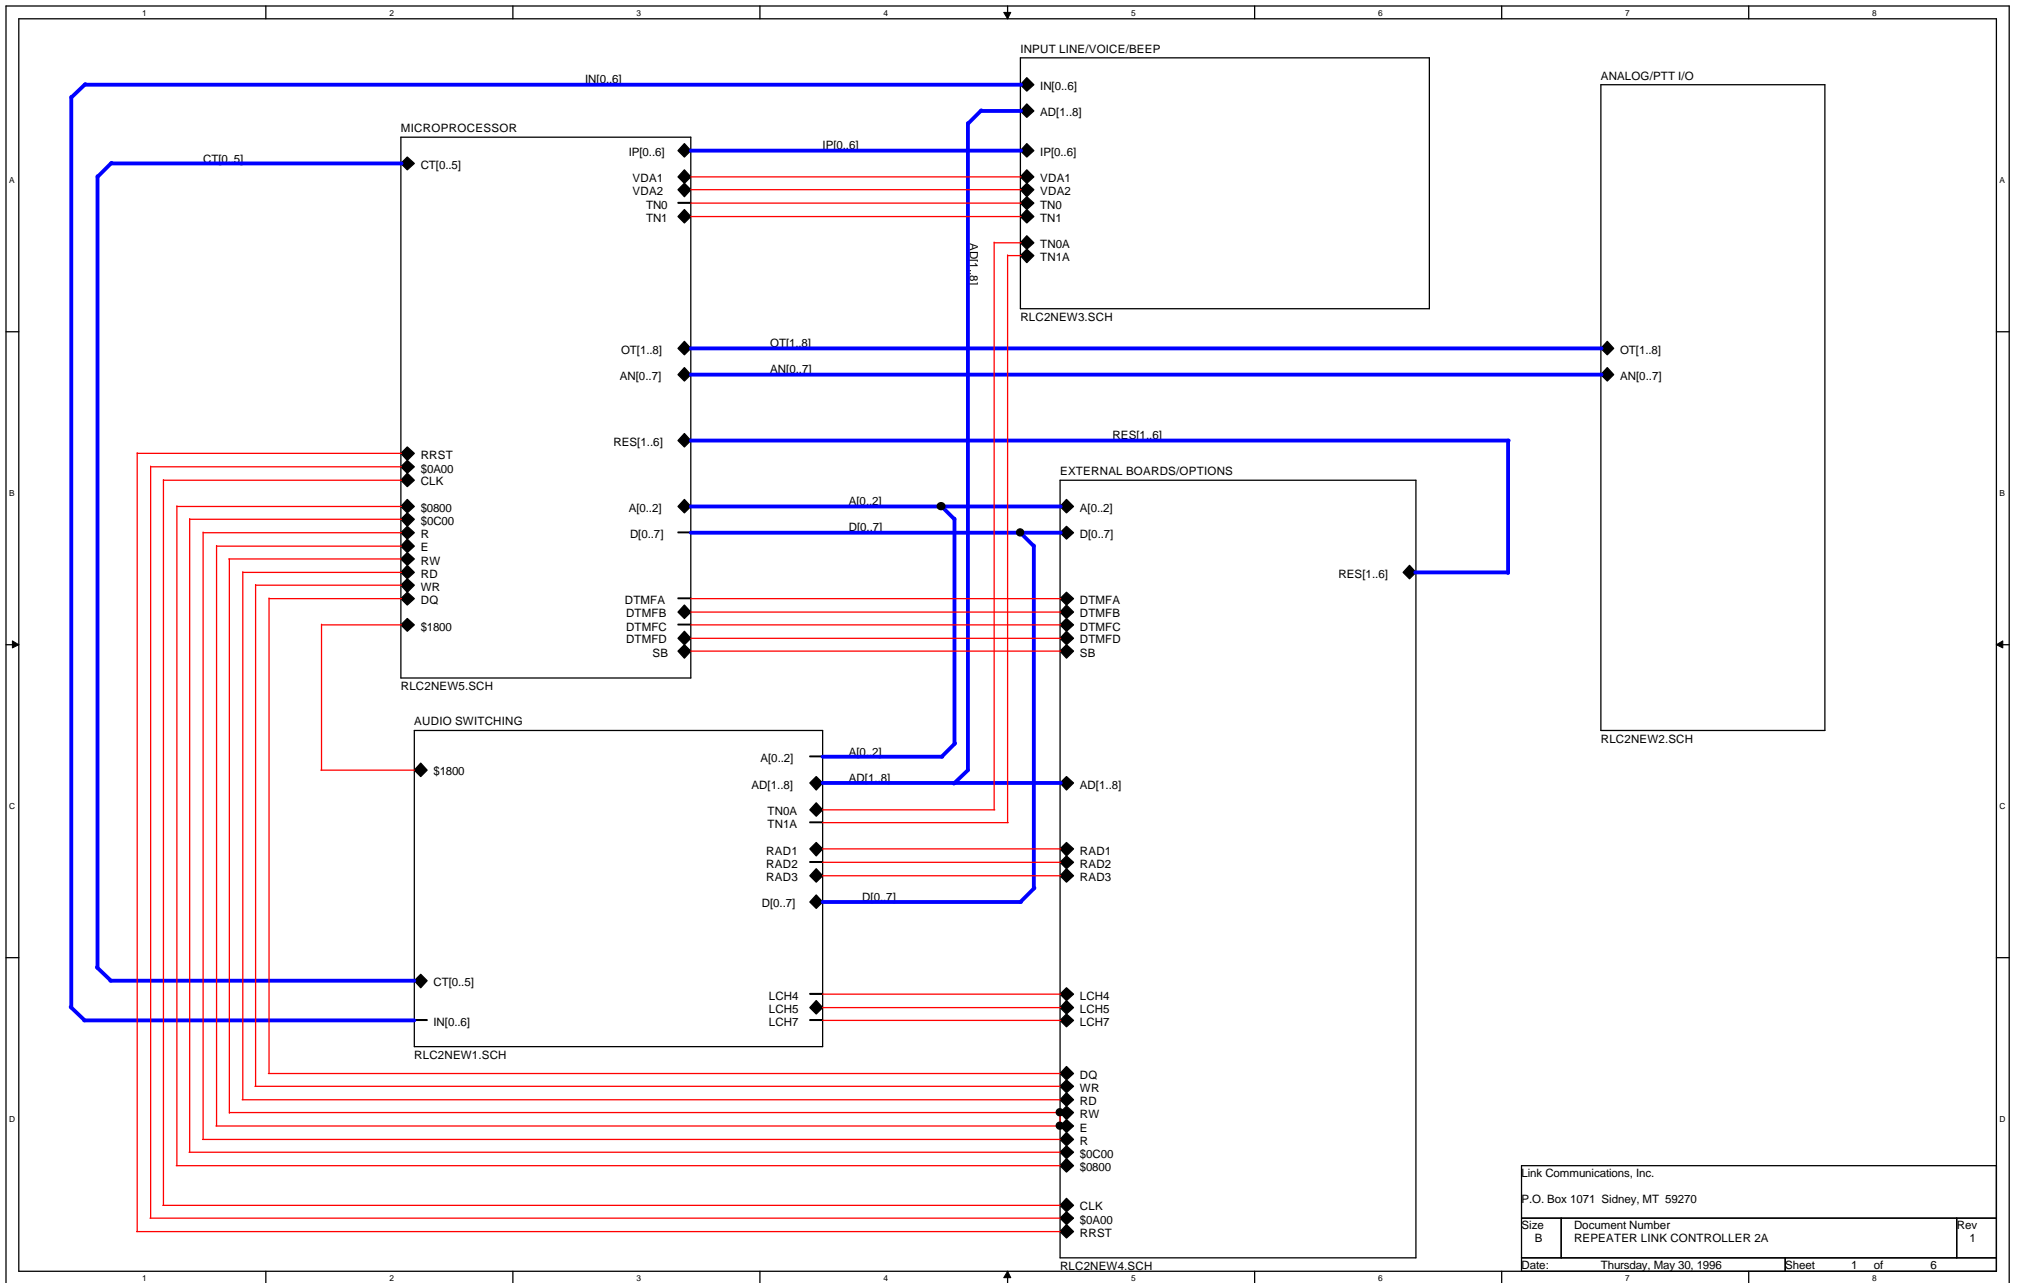 1 2 3 4 5 6 7 8
INPUT LINE/VOICE/BEEP
IN[0..6]
IN[0..6]
AD[1..8]
IP[0..6]
VDA1
VDA2
TN0
TN1
TN0A
TN1A
RLC2NEW3.SCH
ANALOG/PTT I/O
OT[1..8]
AN[0..7]
RLC2NEW2.SCH
MICROPROCESSOR
CT[0..5]
CT[0..5]
IP[0..6]
IP[0..6]
VDA1
VDA2
TN0
TN1
AD[1..8]
OT[1..8]
OT[1..8]
AN[0..7]
AN[0..7]
RES[1..6]
RES[1..6]
RRST
$0A00
CLK
$0800
$0C00
R
E
RW
RD
WR
DQ
$1800
A[0..2]
A[0..2]
D[0..7]
D[0..7]
DTMFA
DTMFB
DTMFC
DTMFD
SB
RLC2NEW5.SCH
EXTERNAL BOARDS/OPTIONS
A[0..2]
D[0..7]
RES[1..6]
DTMFA
DTMFB
DTMFC
DTMFD
SB
AD[1..8]
RAD1
RAD2
RAD3
LCH4
LCH5
LCH7
DQ
WR
RD
RW
E
R
$0C00
$0800
CLK
$0A00
RRST
RLC2NEW4.SCH
AUDIO SWITCHING
$1800
A[0..2]
A[0..2]
AD[1..8]
AD[1..8]
TN0A
TN1A
RAD1
RAD2
RAD3
D[0..7]
D[0..7]
CT[0..5]
IN[0..6]
LCH4
LCH5
LCH7
RLC2NEW1.SCH
A
A
B
B
C
C
D
D
Link Communications, Inc.
P.O. Box 1071 Sidney, MT 59270
Size Document Number Rev
B REPEATER LINK CONTROLLER 2A 1
Date: Thursday, May 30, 1996 Sheet 1 of 6
1 2 3 4 5 6 7 8